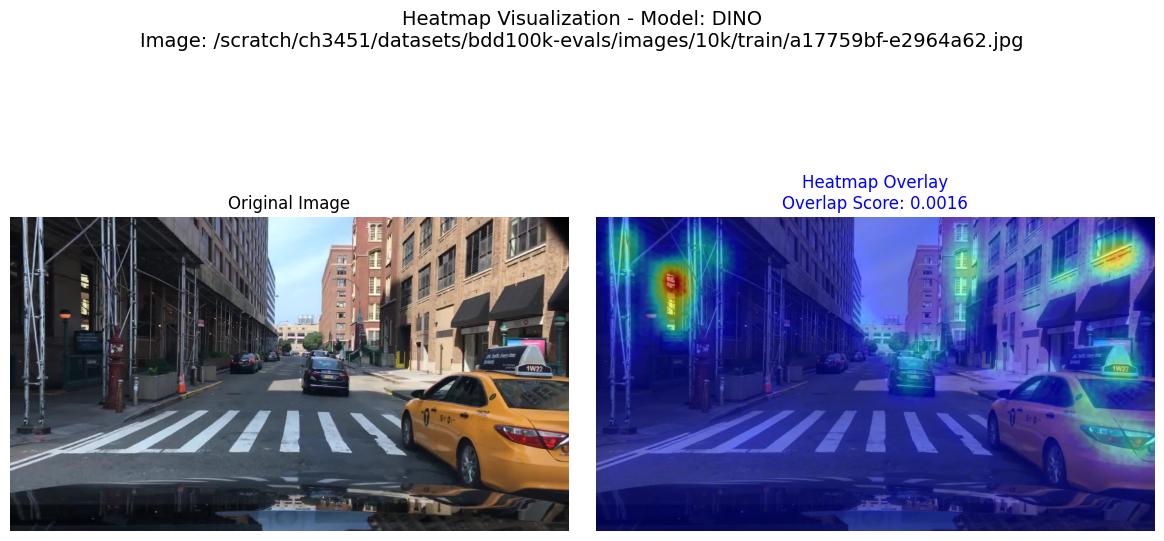 Heatmap Visualization - Model: DINO
Image: /scratch/ch3451/datasets/bdd100k-evals/images/10k/train/a17759bf-e2964a62.jpg
Original Image
Heatmap Overlay
Overlap Score: 0.0016
1W22
1W22